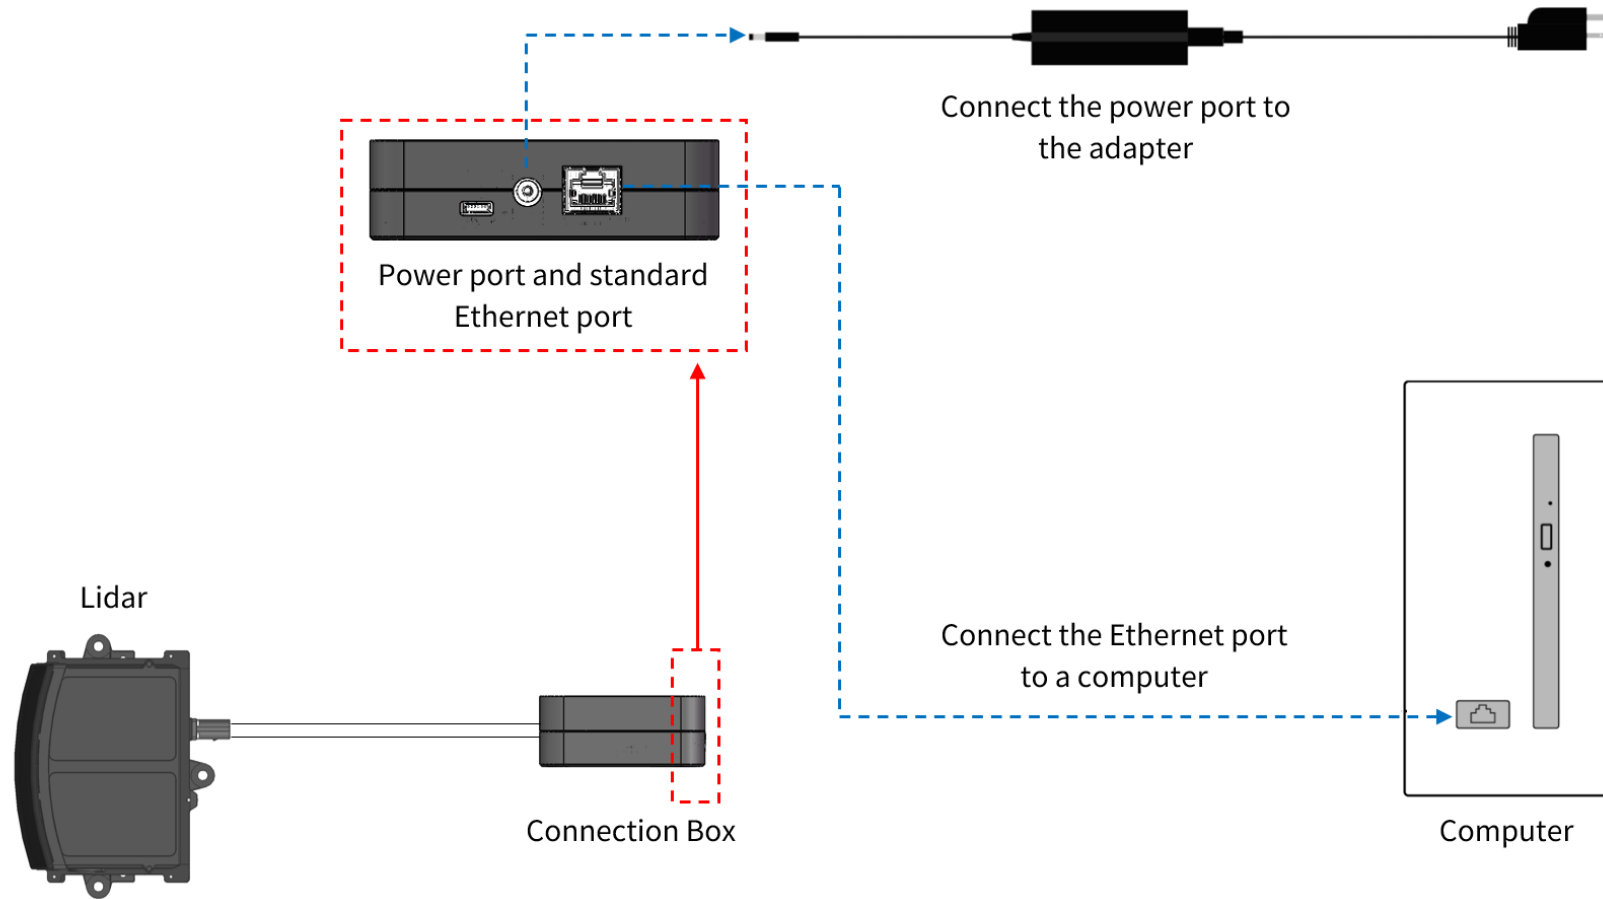 Connect the power port to
the adapter
Power port and standard
Ethernet port
Lidar
Connect the Ethernet port
to a computer
Connection Box
Computer